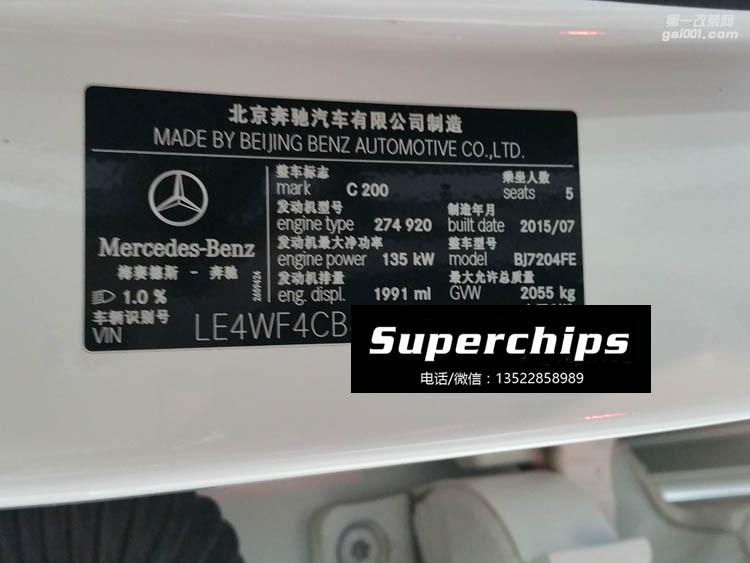 第一改装网
gai001.com
北京奔驰汽车有限公司制造
MADE BY BEIJING BENZ AUTOMOTIVE CO.,LTD.
整车标志
mark C 200
乘坐人数
seats 5
发动机型号
engine type 274 920
制造年月
built date 2015/07
发动机最大净功率
engine power 135 kW
整车型号
model BJ7204FE
发动机排量
eng. displ. 1991 ml
最大允许总质量
GVW 2055 kg
Mercedes-Benz
梅赛德斯 - 奔驰
1.0 %
车辆识别号
VIN LE4WF4CB
Superchips
电话/微信：13522858989